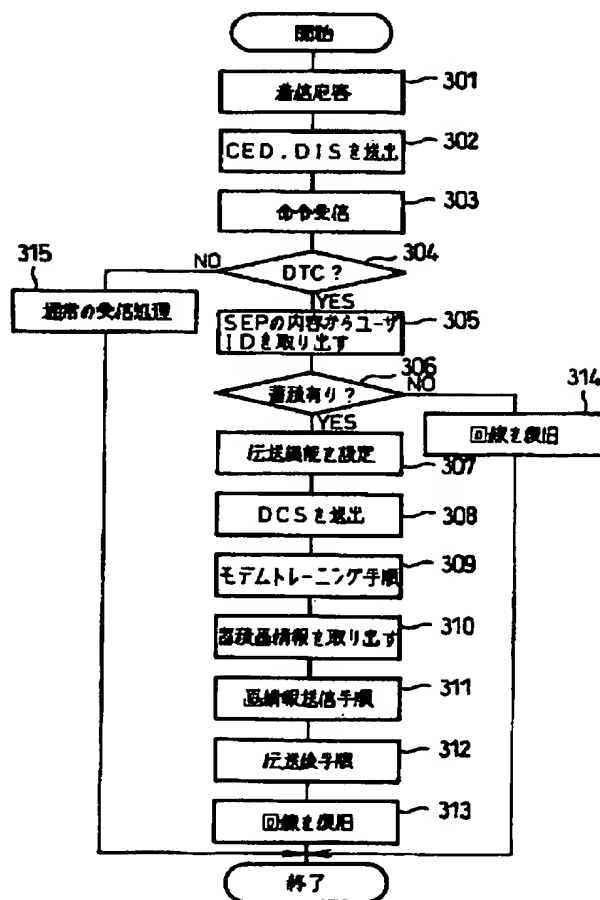 開始
着信応答
301
CED.DISを送出
302
命令受信
303
DTC?
304
NO
YES
315
通常の受信処理
SEPの内容からユーザ
IDを取り出す
305
蓄積有り?
306
NO
YES
314
回線を復旧
伝送機能を設定
307
DCSを送出
308
モデムトレーニング手順
309
蓄積画情報を取り出す
310
画情報送信手順
311
伝送後手順
312
回線を復旧
313
終了